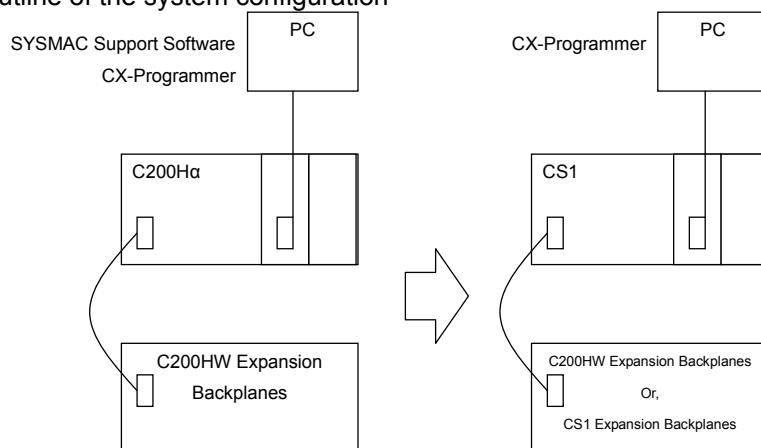 outline of the system configuration
SYSMAC Support Software
CX-Programmer
PC
C200Hα
C200HW Expansion
Backplanes
CX-Programmer
PC
CS1
C200HW Expansion Backplanes
Or,
CS1 Expansion Backplanes